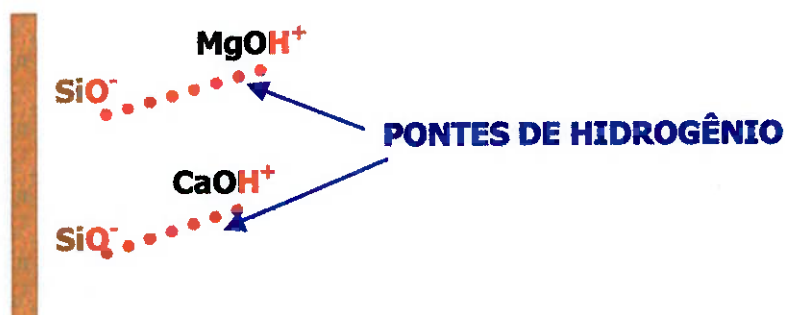 MgOH⁺
SiO⁻
PONTES DE HIDROGÊNIO
CaOH⁺
SiO⁻